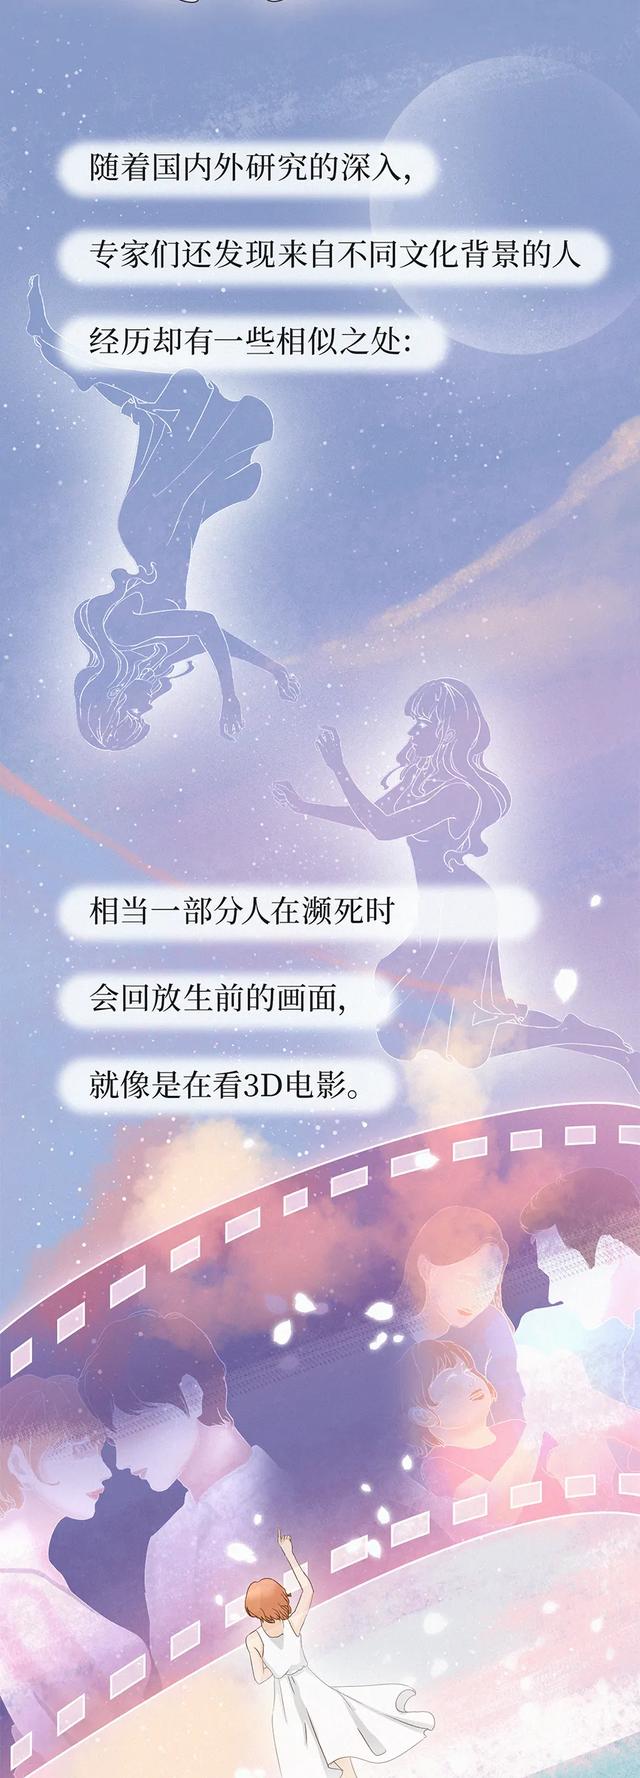 随着国内外研究的深入,
专家们还发现来自不同文化背景的人
经历却有一些相似之处:
相当一部分人在濒死时
会回放生前的画面,
就像是在看3D电影。